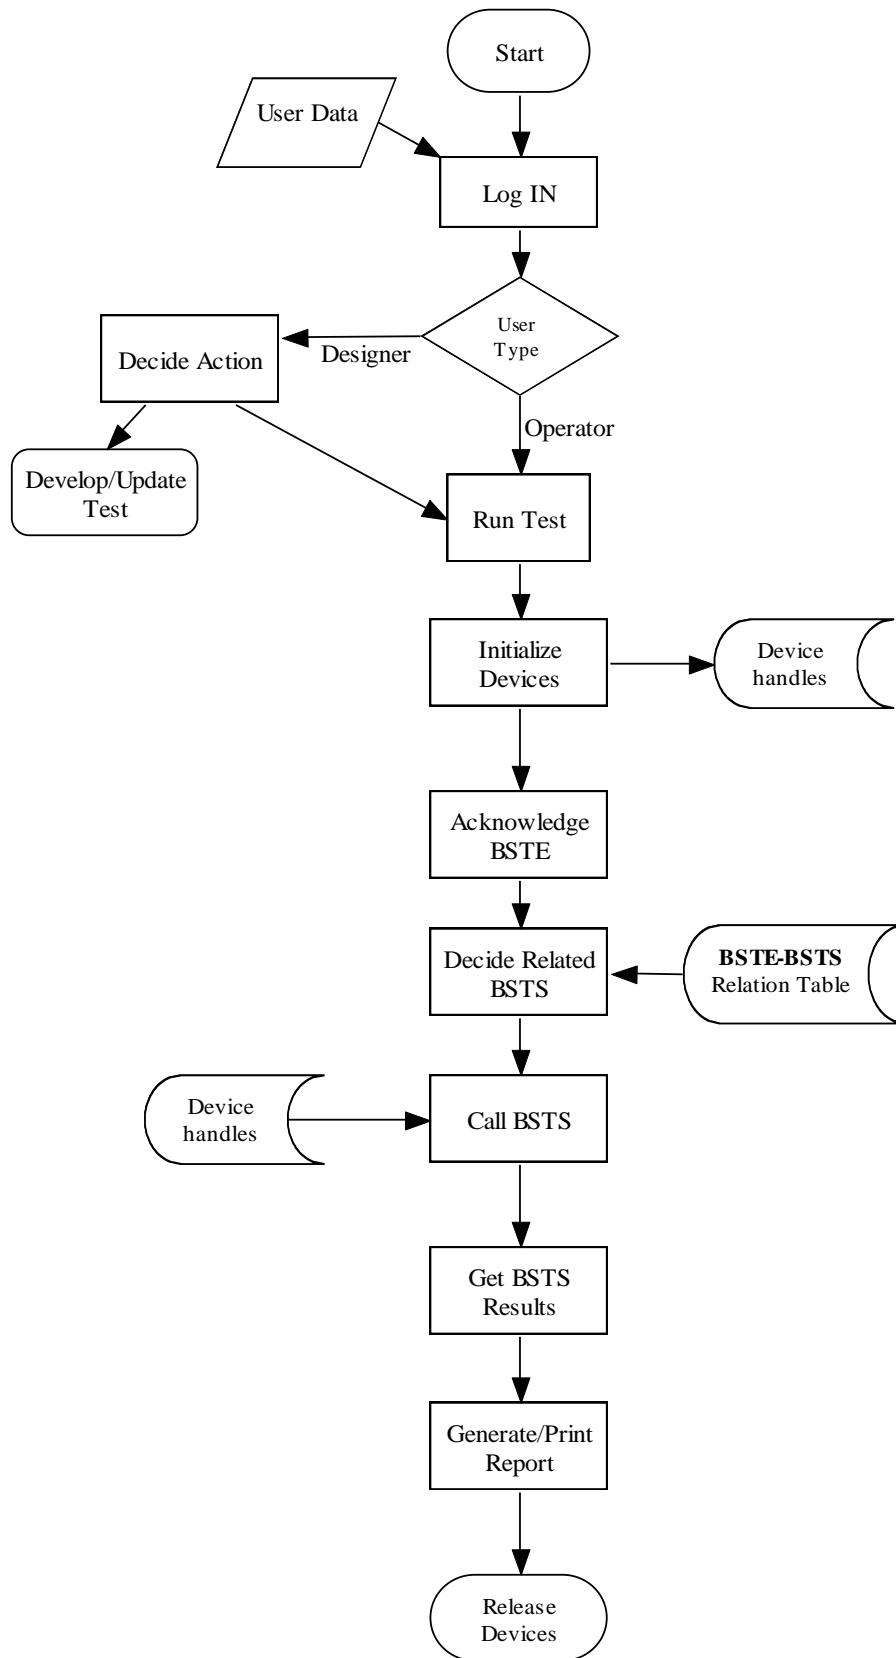 Start
User Data
Log IN
User
Type
Designer
Decide Action
Operator
Develop/Update
Test
Run Test
Initialize
Devices
Device
handles
Acknowledge
BSTE
Decide Related
BSTS
BSTE-BSTS
Relation Table
Device
handles
Call BSTS
Get BSTS
Results
Generate/Print
Report
Release
Devices